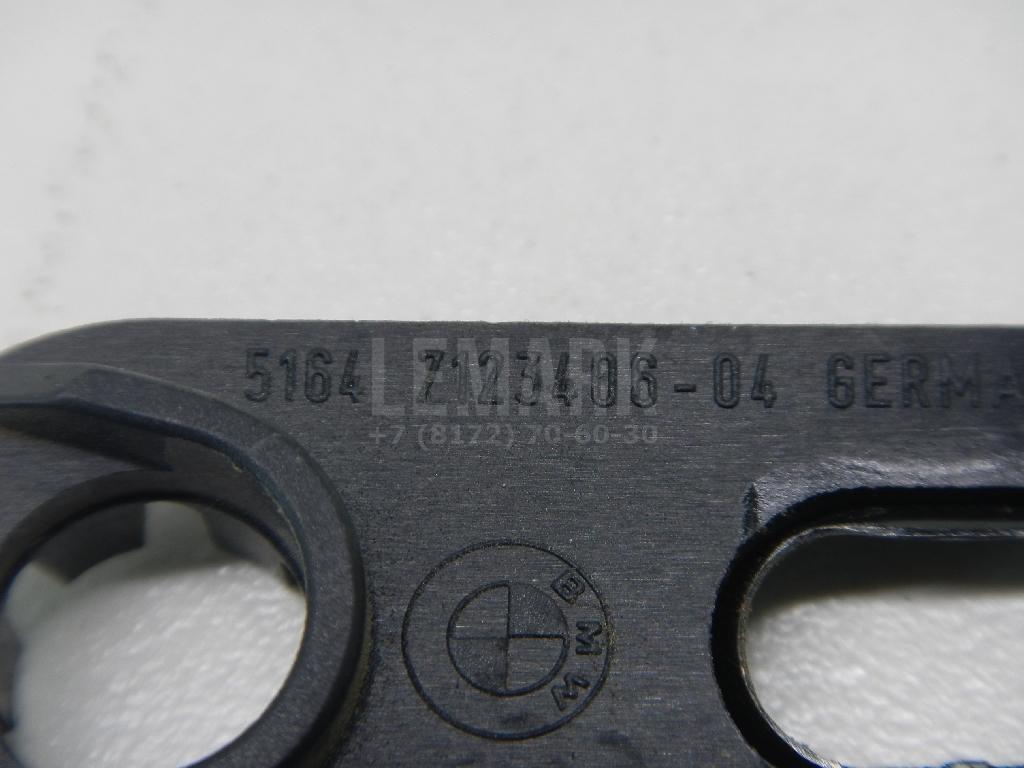 5164 7123406-04 GERMA
LEMARK
+7 (8172) 70-60-30
BMW